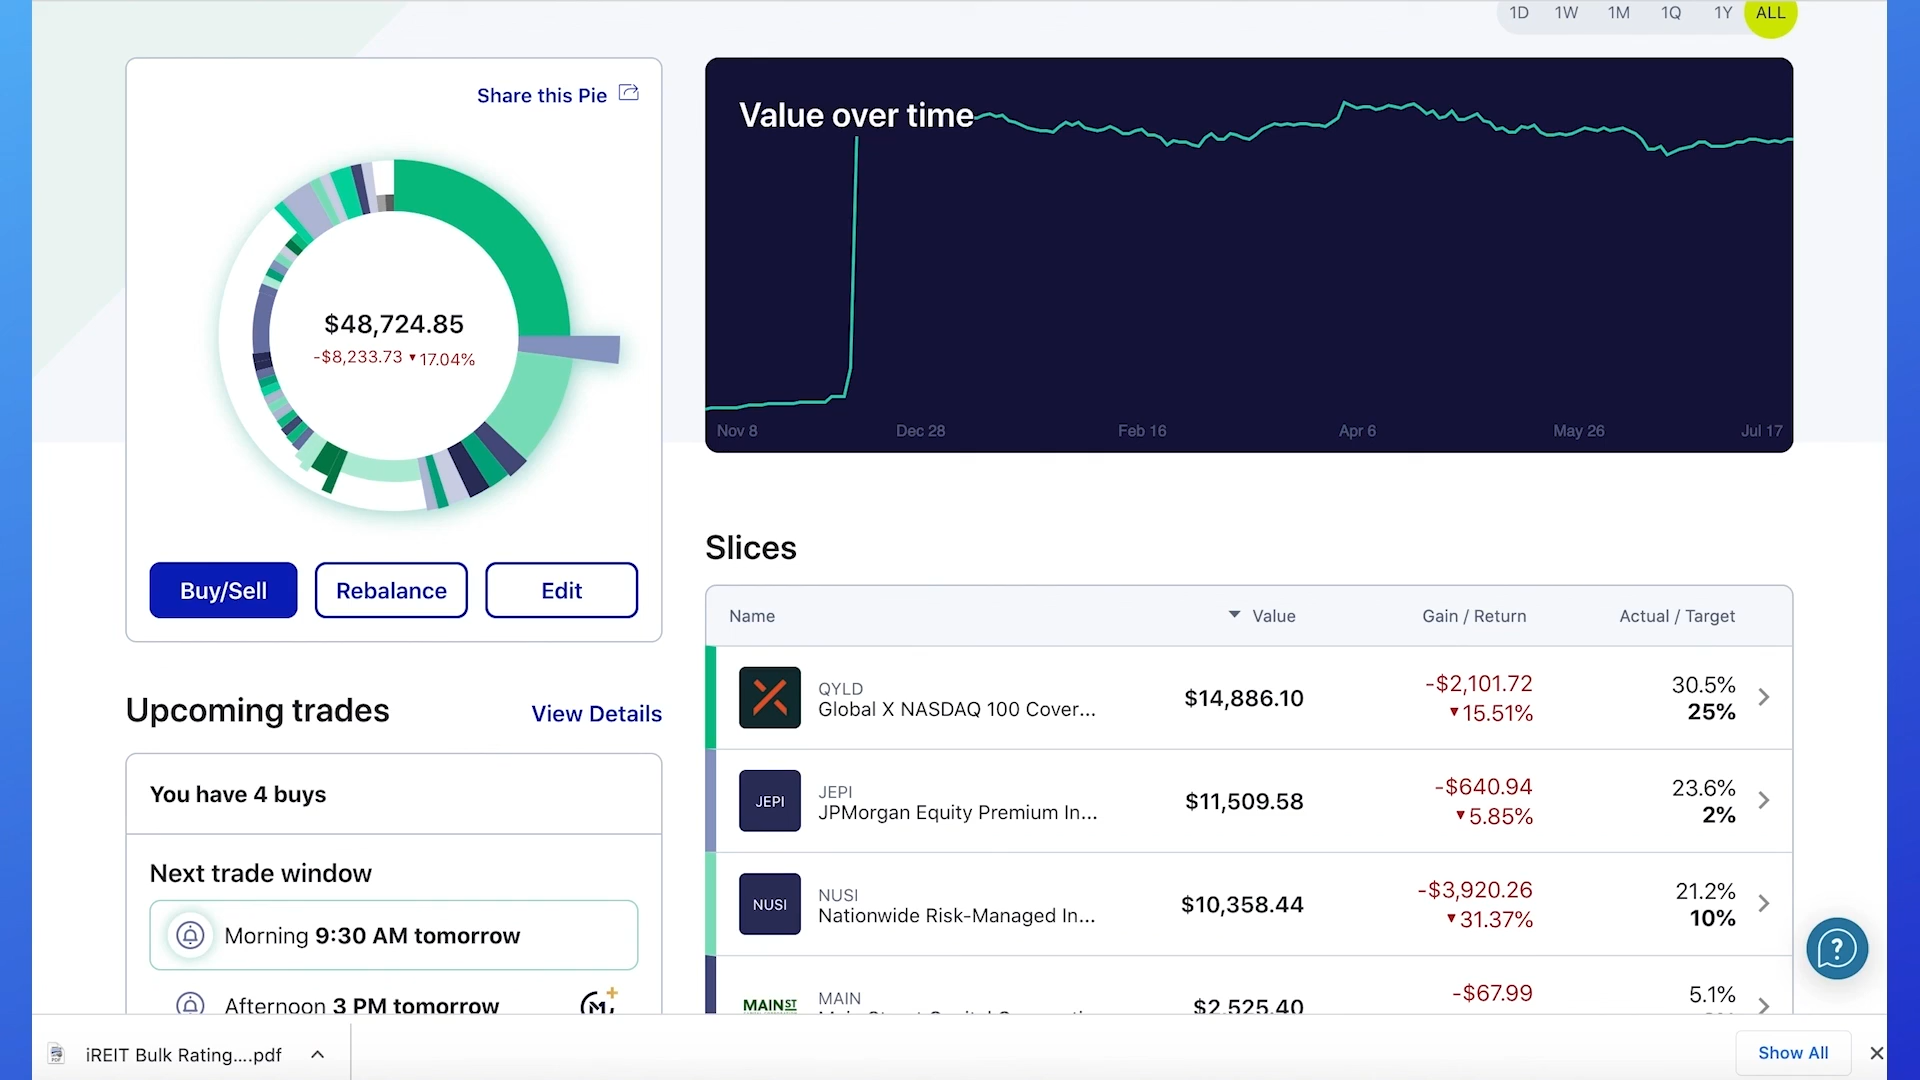 1D 1W 1M 1Q 1Y ALL
Share this Pie
$48,724.85
-$8,233.73 ▼ 17.04%
Buy/Sell Rebalance Edit
Value over time
Nov 8 Dec 28 Feb 16 Apr 6 May 26 Jul 17
Upcoming trades View Details
You have 4 buys
Next trade window
Morning 9:30 AM tomorrow
Afternoon 3 PM tomorrow
Slices
Name ▼ Value Gain / Return Actual / Target
QYLD
Global X NASDAQ 100 Cover...
$14,886.10
-$2,101.72
▼15.51%
30.5%
25%
JEPI
JEPI
JPMorgan Equity Premium In...
$11,509.58
-$640.94
▼5.85%
23.6%
2%
NUSI
NUSI
Nationwide Risk-Managed In...
$10,358.44
-$3,920.26
▼31.37%
21.2%
10%
MAINST
MAIN
$2,525.40
-$67.99
5.1%
iREIT Bulk Rating....pdf
Show All